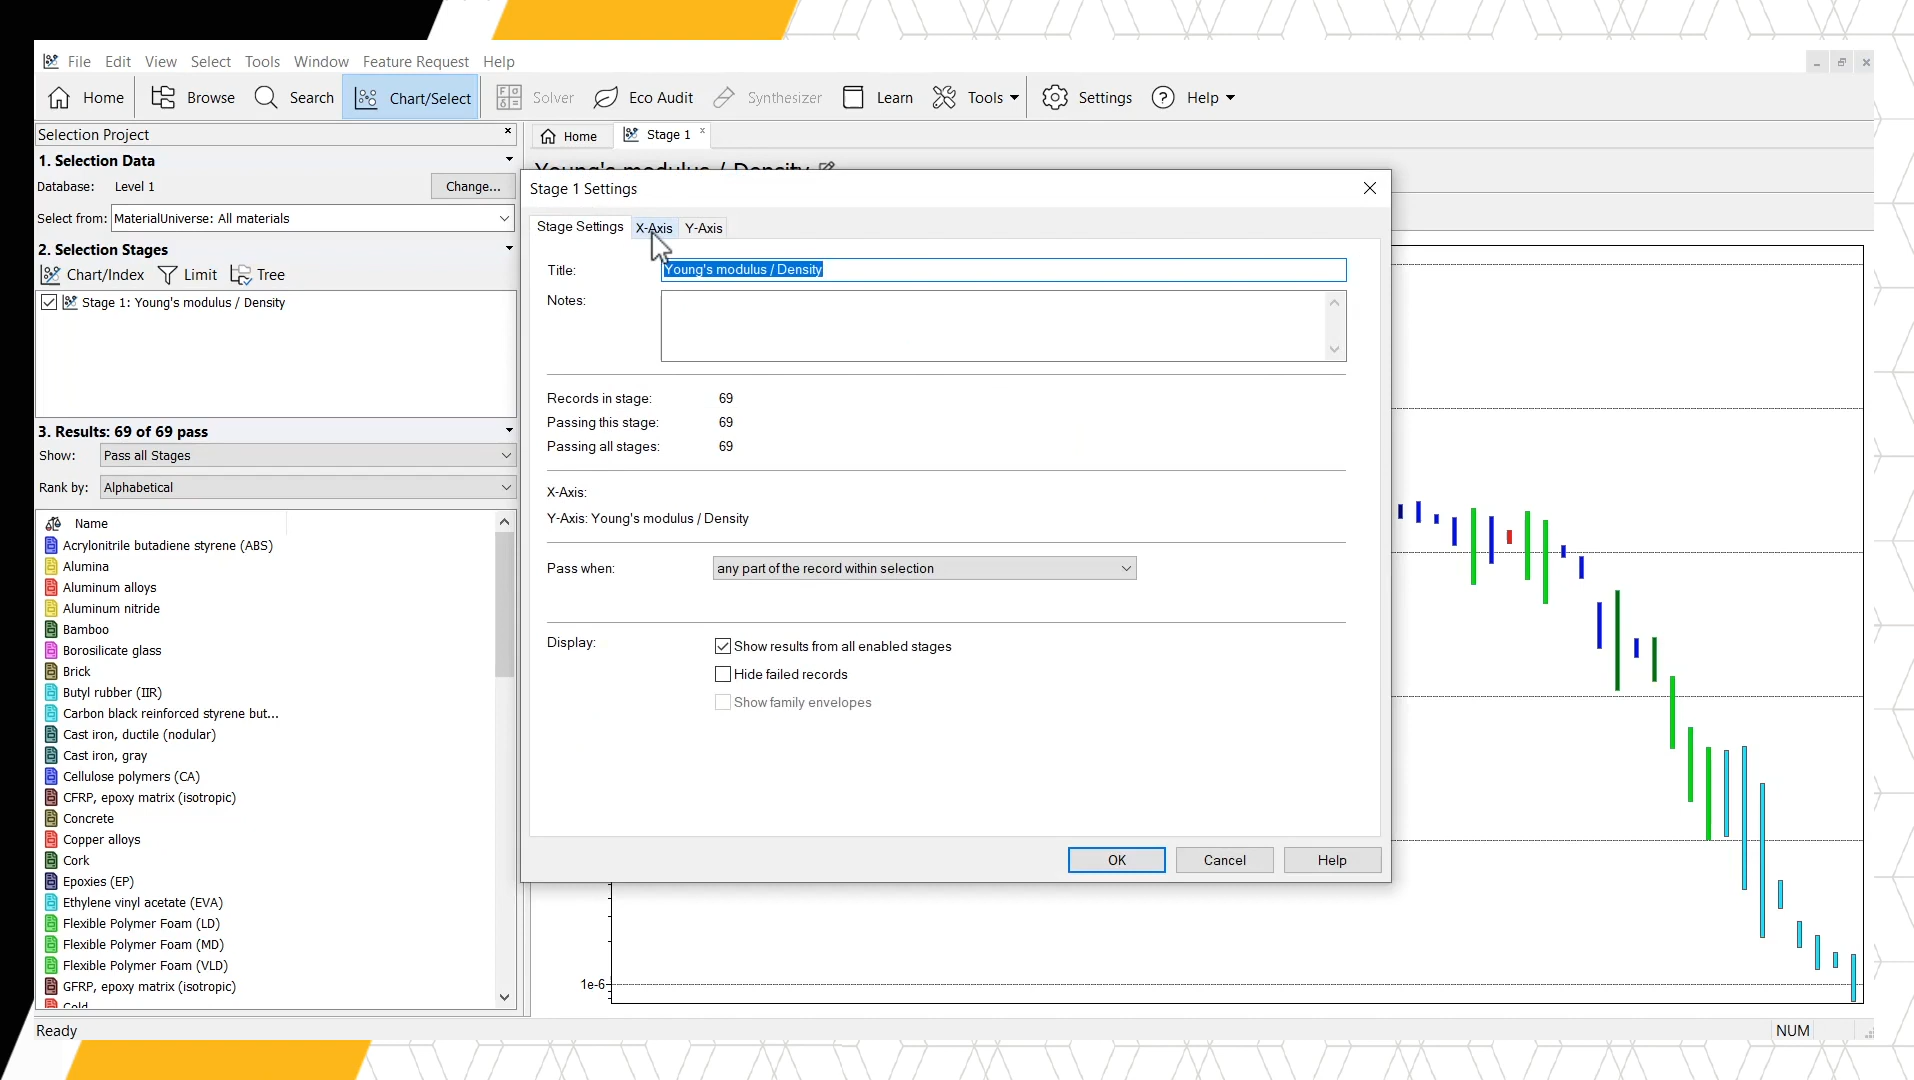 File Edit View Select Tools Window Feature Request Help
Home Browse Search Chart/Select Solver Eco Audit Synthesizer Learn Tools Settings Help
Selection Project
Home Stage 1
1. Selection Data
Young's modulus / Density
Database: Level 1 Change...
Select from: MaterialUniverse: All materials
2. Selection Stages
Chart/Index Limit Tree
Stage 1: Young's modulus / Density
3. Results: 69 of 69 pass
Show: Pass all Stages
Rank by: Alphabetical
Name
Acrylonitrile butadiene styrene (ABS)
Alumina
Aluminum alloys
Aluminum nitride
Bamboo
Borosilicate glass
Brick
Butyl rubber (IIR)
Carbon black reinforced styrene but...
Cast iron, ductile (nodular)
Cast iron, gray
Cellulose polymers (CA)
CFRP, epoxy matrix (isotropic)
Concrete
Copper alloys
Cork
Epoxies (EP)
Ethylene vinyl acetate (EVA)
Flexible Polymer Foam (LD)
Flexible Polymer Foam (MD)
Flexible Polymer Foam (VLD)
GFRP, epoxy matrix (isotropic)
Gold
Stage 1 Settings
Stage Settings X-Axis Y-Axis
Title: Young's modulus / Density
Notes:
Records in stage: 69
Passing this stage: 69
Passing all stages: 69
X-Axis:
Y-Axis: Young's modulus / Density
Pass when: any part of the record within selection
Display: Show results from all enabled stages
Hide failed records
Show family envelopes
OK Cancel Help
1e-6
Ready NUM